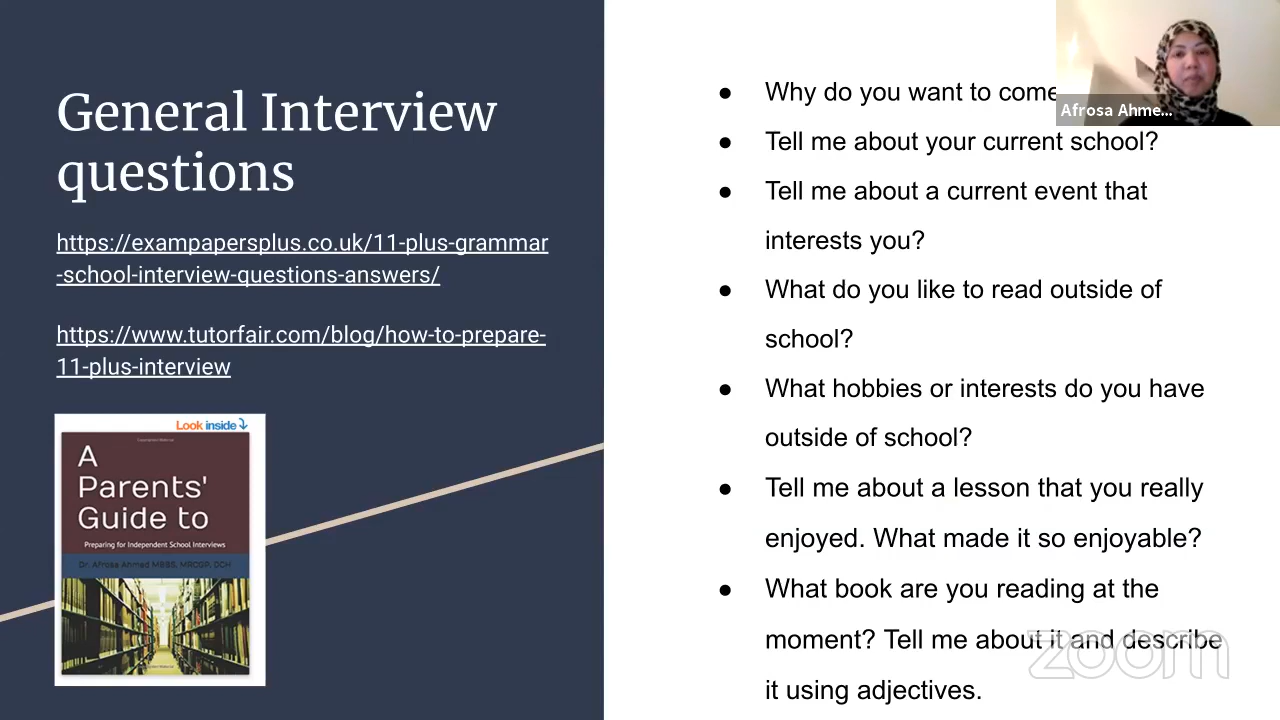 General Interview
questions
https://exampapersplus.co.uk/11-plus-grammar
-school-interview-questions-answers/
https://www.tutorfair.com/blog/how-to-prepare-
11-plus-interview
Look inside
A
Parents'
Guide to
Preparing for Independent School Interviews
Dr. Afrosa Ahmed MBBS, MRCGP, DCH
● Why do you want to come
● Tell me about your current school?
● Tell me about a current event that
interests you?
● What do you like to read outside of
school?
● What hobbies or interests do you have
outside of school?
● Tell me about a lesson that you really
enjoyed. What made it so enjoyable?
● What book are you reading at the
moment? Tell me about it and describe
it using adjectives.
Afrosa Ahme...
zoom